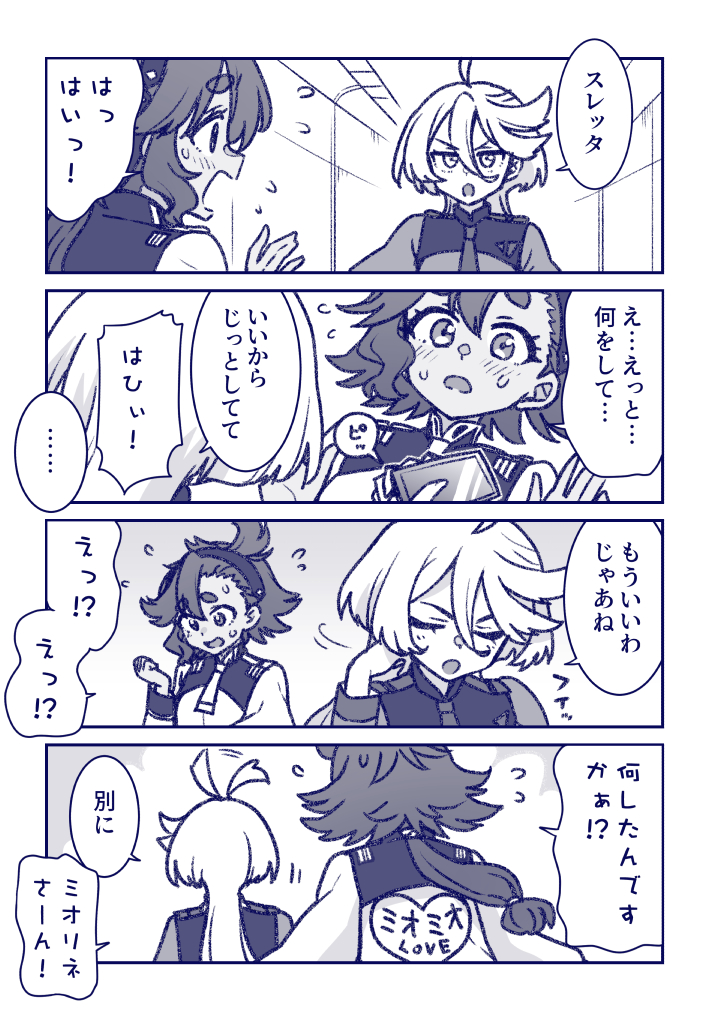 スレッタ
はっ
はいっ!
え…えっと…
何をして…
ピッ
いいから
じっとしてて
はひぃ!
……
もういいわ
じゃあね
フイッ
えっ!?
えっ!?
何したんです
かぁ!?
ミオミオ
LOVE
別に
ミオリネ
さーん!